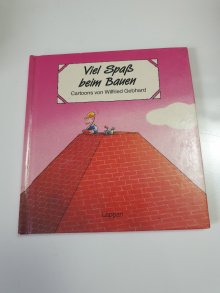 Viel Spaß
beim Bauen
Cartoons von Wilfried Gebhard
Lappan